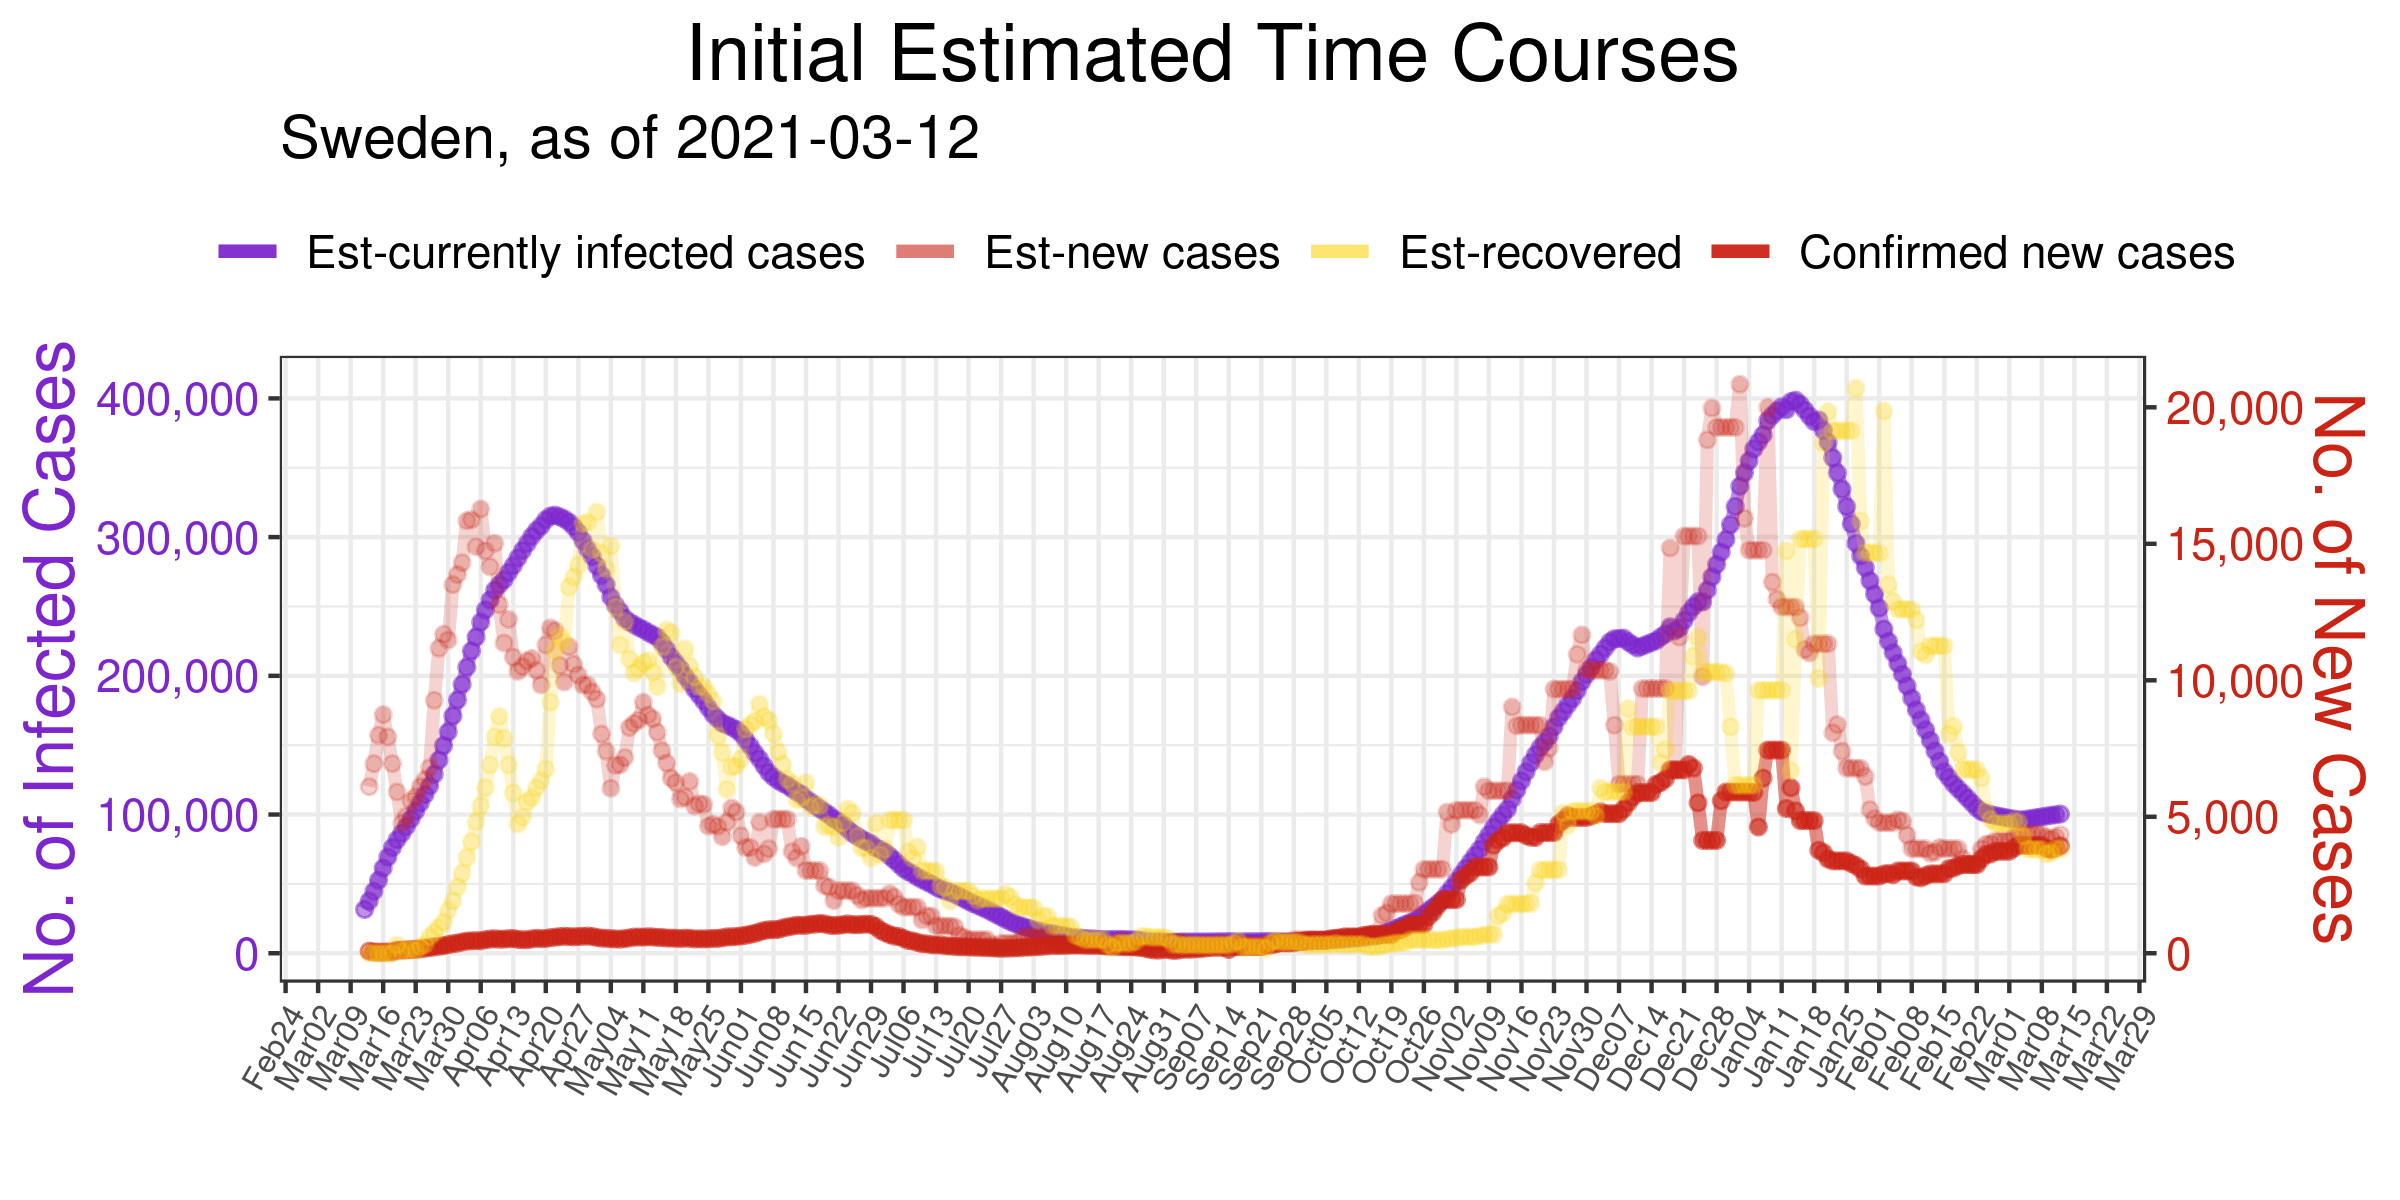 Initial Estimated Time Courses
Sweden, as of 2021-03-12
Est-currently infected cases Est-new cases Est-recovered Confirmed new cases
No. of Infected Cases
400,000
300,000
200,000
100,000
0
20,000
15,000
10,000
5,000
0
No. of New Cases
Feb24 Mar02 Mar09 Mar16 Mar23 Mar30 Apr06 Apr13 Apr20 Apr27 May04 May11 May18 May25 Jun01 Jun08 Jun15 Jun22 Jun29 Jul06 Jul13 Jul20 Jul27 Aug03 Aug10 Aug17 Aug24 Aug31 Sep07 Sep14 Sep21 Sep28 Oct05 Oct12 Oct19 Oct26 Nov02 Nov09 Nov16 Nov23 Nov30 Dec07 Dec14 Dec21 Dec28 Jan04 Jan11 Jan18 Jan25 Feb01 Feb08 Feb15 Feb22 Mar01 Mar08 Mar15 Mar22 Mar29